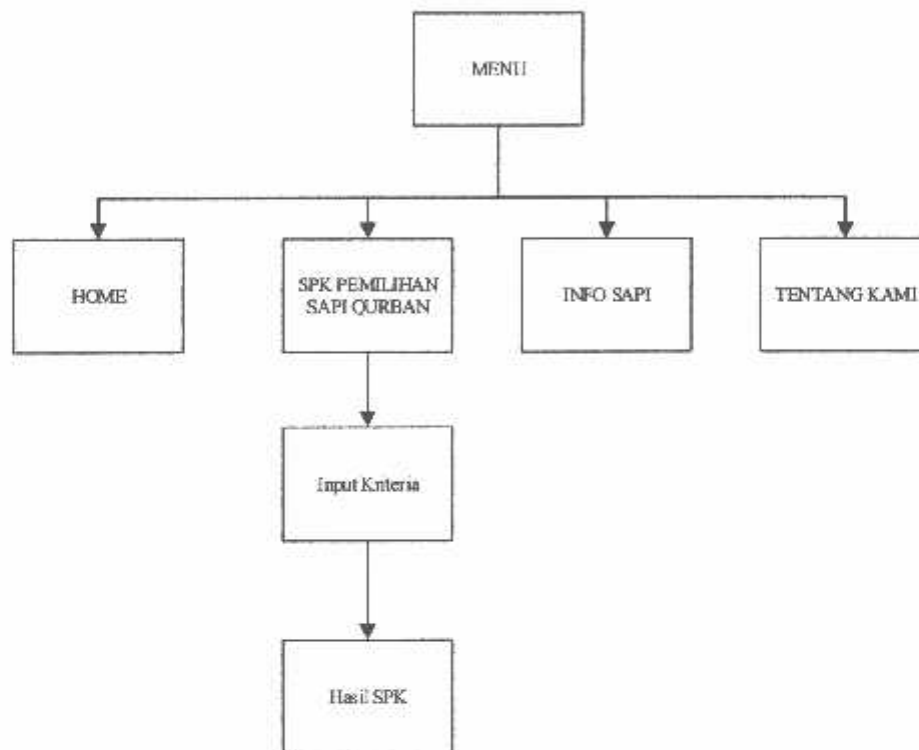 MENU
HOME
SPK PEMILIHAN
SAPI QURBAN
INFO SAPI
TENTANG KAMI
Input Kriteria
Hasil SPK